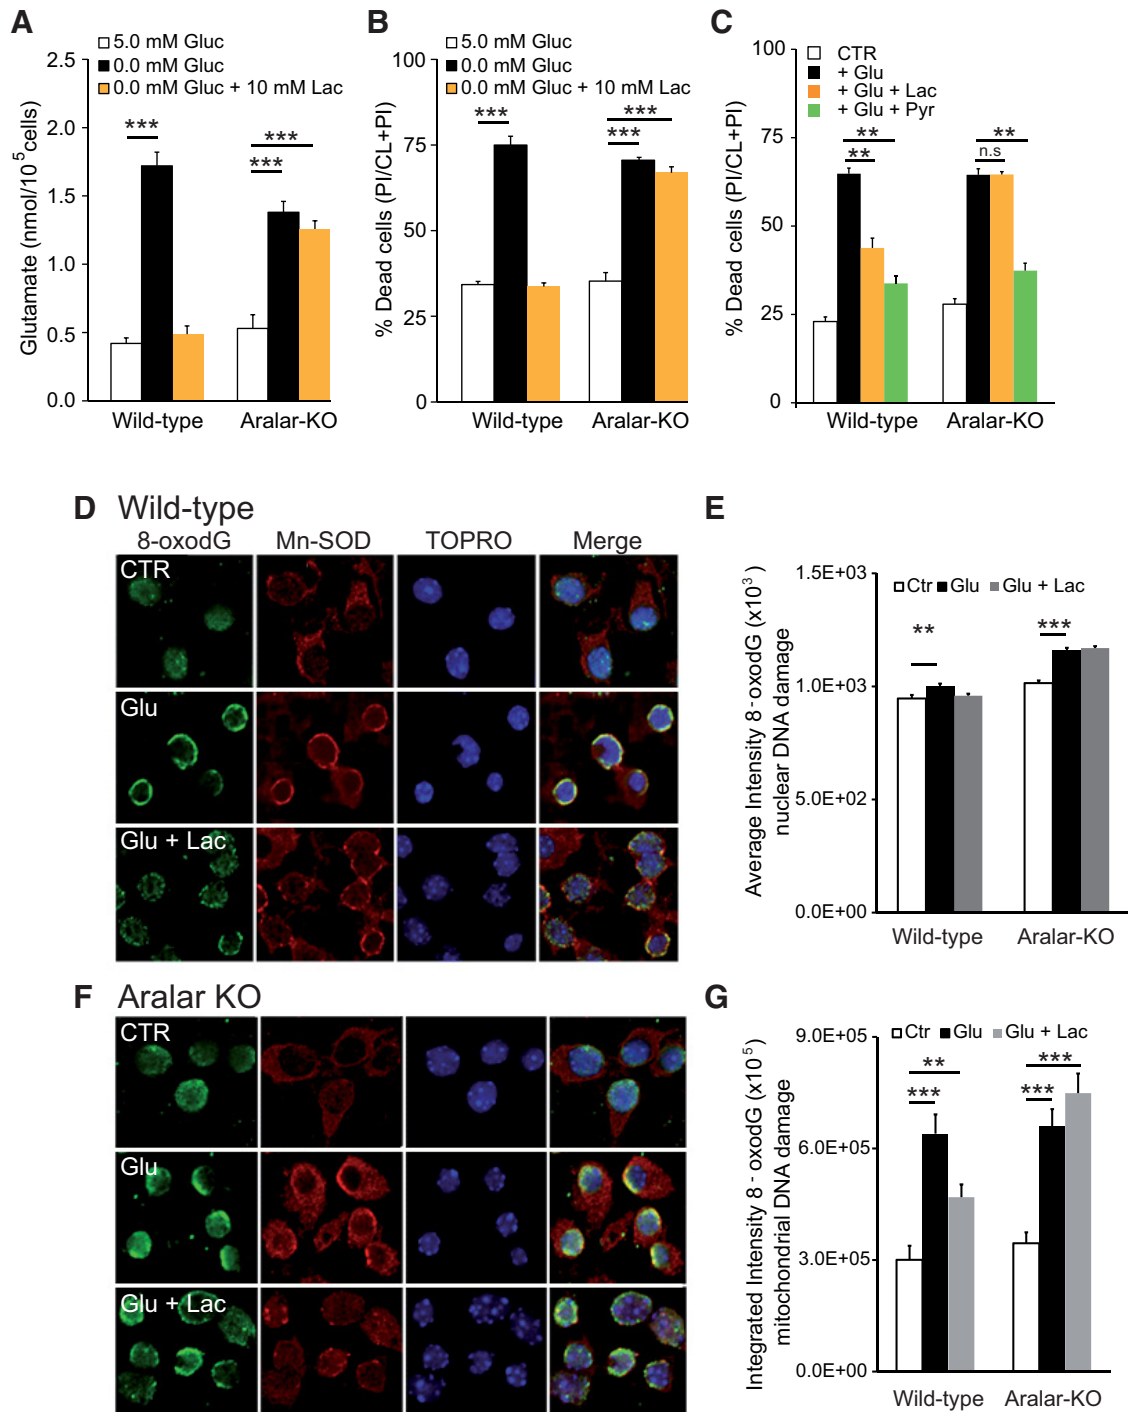 A
5.0 mM Gluc
0.0 mM Gluc
0.0 mM Gluc + 10 mM Lac
2.5
2.0
1.5
1.0
0.5
0.0
Glutamate (nmol/10^5 cells)
***
***
***
Wild-type
Aralar-KO
B
5.0 mM Gluc
0.0 mM Gluc
0.0 mM Gluc + 10 mM Lac
100
75
50
25
0
% Dead cells (PI/CL+PI)
***
***
***
Wild-type
Aralar-KO
C
CTR
+ Glu
+ Glu + Lac
+ Glu + Pyr
100
75
50
25
0
% Dead cells (PI/CL+PI)
**
**
**
n.s
Wild-type
Aralar-KO
D Wild-type
8-oxodG Mn-SOD TOPRO Merge
CTR
Glu
Glu + Lac
E
Ctr Glu Glu + Lac
1.5E+03
1.0E+03
5.0E+02
0.0E+00
Average Intensity 8-oxodG (x10^3)
nuclear DNA damage
**
***
Wild-type
Aralar-KO
F Aralar KO
CTR
Glu
Glu + Lac
G
Ctr Glu Glu + Lac
9.0E+05
6.0E+05
3.0E+05
0.0E+00
Integrated Intensity 8-oxodG (x10^5)
mitochondrial DNA damage
**
***
***
***
Wild-type
Aralar-KO